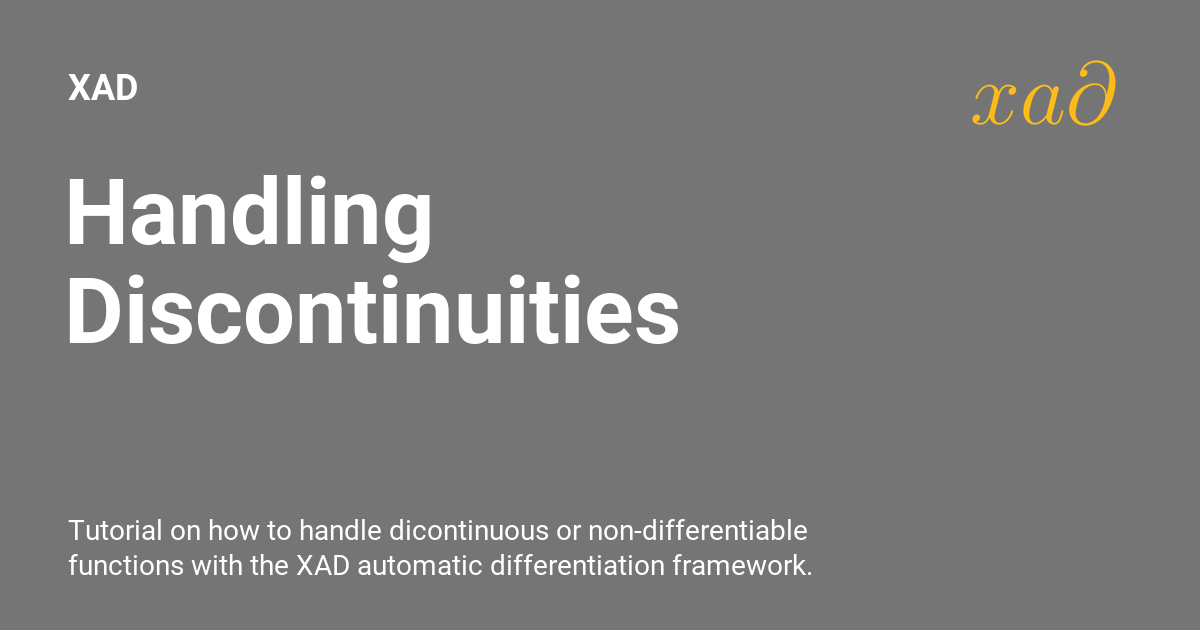 XAD
xa∂
Handling
Discontinuities
Tutorial on how to handle dicontinuous or non-differentiable
functions with the XAD automatic differentiation framework.